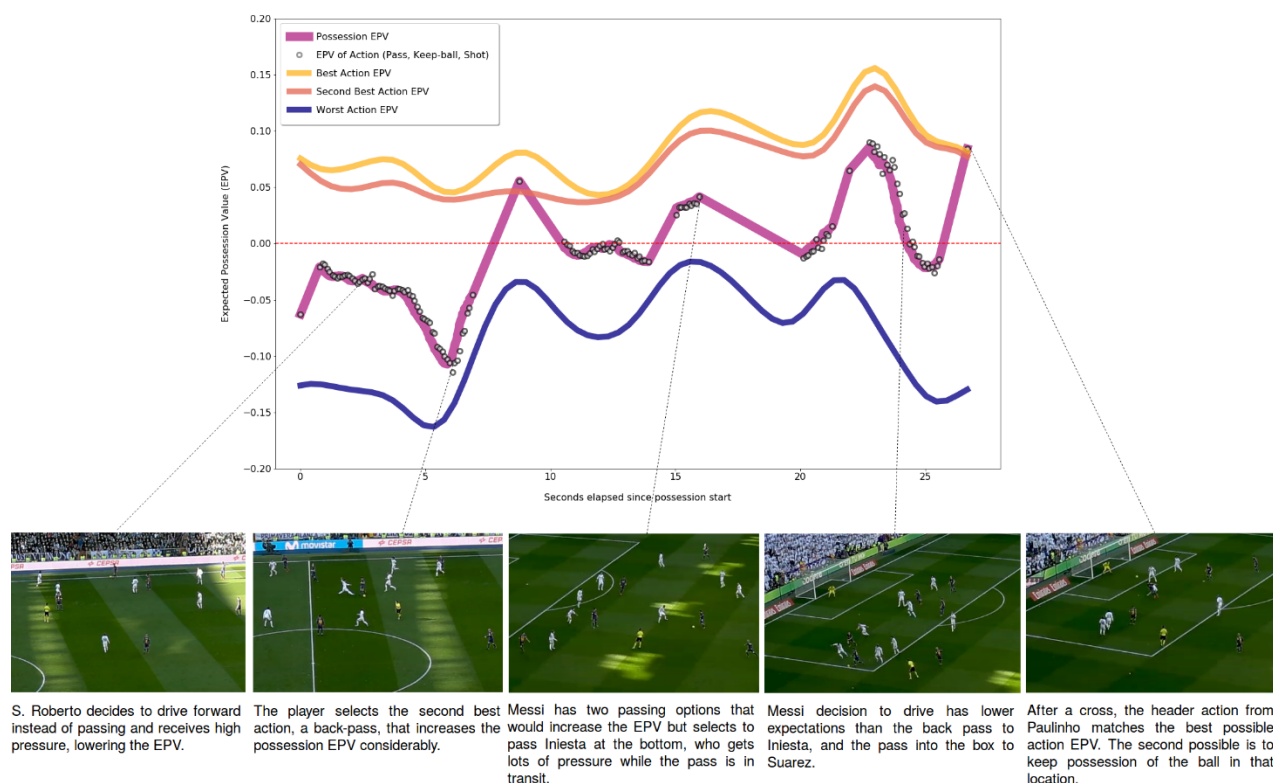 0.20
0.15
0.10
0.05
0.00
−0.05
−0.10
−0.15
−0.20
Expected Possession Value (EPV)
Possession EPV
EPV of Action (Pass, Keep-ball, Shot)
Best Action EPV
Second Best Action EPV
Worst Action EPV
0
5
10
15
20
25
Seconds elapsed since possession start
CEPSA
CEPSA
movistar
CEPSA
S. Roberto decides to drive forward
instead of passing and receives high
pressure, lowering the EPV.
The player selects the second best
action, a back-pass, that increases the
possession EPV considerably.
Messi has two passing options that
would increase the EPV but selects to
pass Iniesta at the bottom, who gets
lots of pressure while the pass is in
transit.
Messi decision to drive has lower
expectations than the back pass to
Iniesta, and the pass into the box to
Suarez.
After a cross, the header action from
Paulinho matches the best possible
action EPV. The second possible is to
keep possession of the ball in that
location.